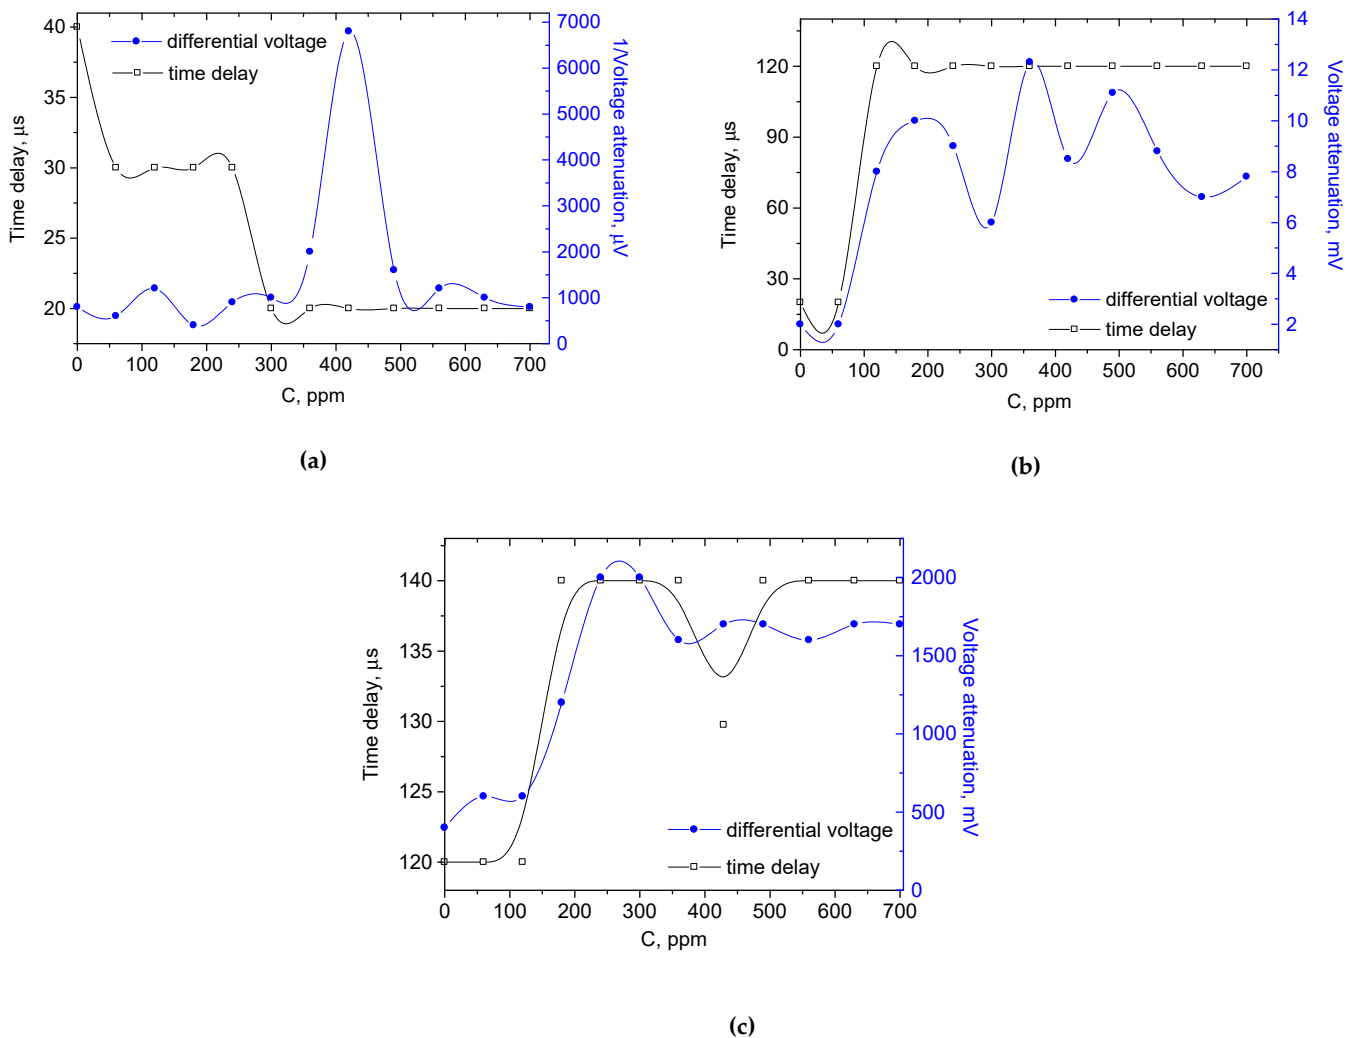 differential voltage
time delay
40
35
30
25
20
7000
6000
5000
4000
3000
2000
1000
0
Time delay, μs
1/Voltage attenuation, μV
0 100 200 300 400 500 600 700
C, ppm
(a)
120
90
60
30
0
14
12
10
8
6
4
2
Time delay, μs
Voltage attenuation, mV
differential voltage
time delay
0 100 200 300 400 500 600 700
C, ppm
(b)
140
135
130
125
120
2000
1500
1000
500
0
Time delay, μs
Voltage attenuation, mV
differential voltage
time delay
0 100 200 300 400 500 600 700
C, ppm
(c)